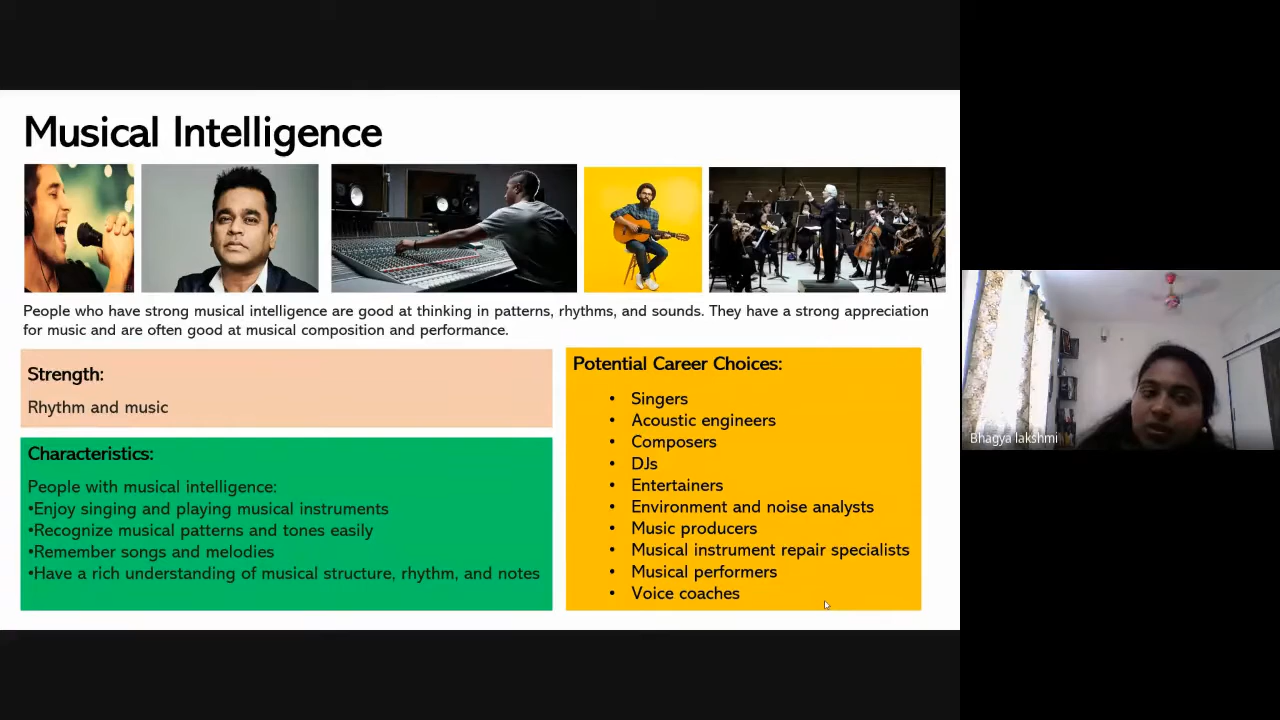 Musical Intelligence
People who have strong musical intelligence are good at thinking in patterns, rhythms, and sounds. They have a strong appreciation
for music and are often good at musical composition and performance.
Strength:
Rhythm and music
Characteristics:
People with musical intelligence:
•Enjoy singing and playing musical instruments
•Recognize musical patterns and tones easily
•Remember songs and melodies
•Have a rich understanding of musical structure, rhythm, and notes
Potential Career Choices:
• Singers
• Acoustic engineers
• Composers
• DJs
• Entertainers
• Environment and noise analysts
• Music producers
• Musical instrument repair specialists
• Musical performers
• Voice coaches
Bhagya lakshmi